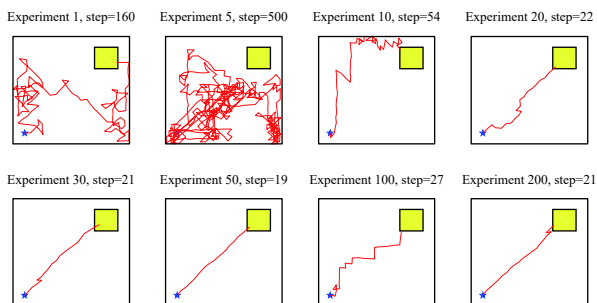 Experiment 1, step=160
Experiment 5, step=500
Experiment 10, step=54
Experiment 20, step=22
Experiment 30, step=21
Experiment 50, step=19
Experiment 100, step=27
Experiment 200, step=21